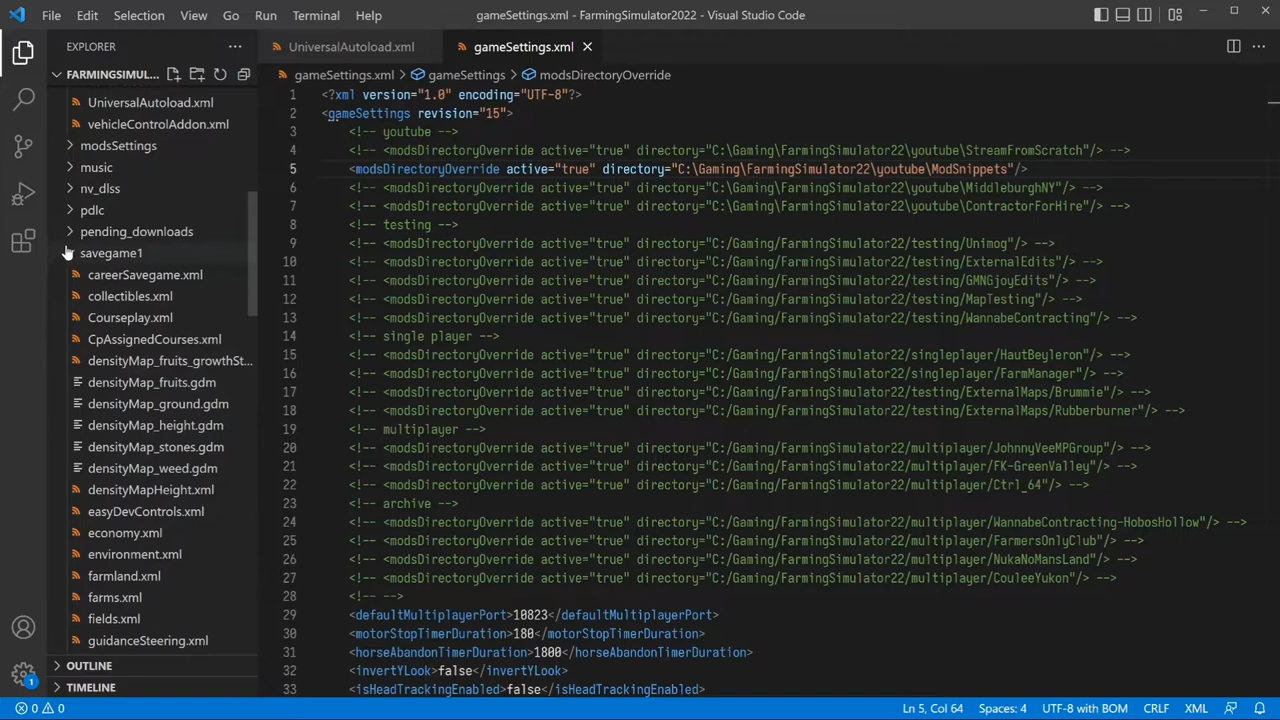 File Edit Selection View Go Run Terminal Help
gameSettings.xml - FarmingSimulator2022 - Visual Studio Code
EXPLORER
UniversalAutoload.xml
gameSettings.xml
FARMINGSIMUL...
gameSettings.xml > gameSettings > modsDirectoryOverride
UniversalAutoload.xml
vehicleControlAddon.xml
modsSettings
music
nv_dlss
pdlc
pending_downloads
savegame1
careerSavegame.xml
collectibles.xml
Courseplay.xml
CpAssignedCourses.xml
densityMap_fruits_growthSt...
densityMap_fruits.gdm
densityMap_ground.gdm
densityMap_height.gdm
densityMap_stones.gdm
densityMap_weed.gdm
densityMapHeight.xml
easyDevControls.xml
economy.xml
environment.xml
farmland.xml
farms.xml
fields.xml
guidanceSteering.xml
OUTLINE
TIMELINE
1 <?xml version="1.0" encoding="UTF-8"?>
2 <gameSettings revision="15">
3 <!-- youtube -->
4 <!-- <modsDirectoryOverride active="true" directory="C:\Gaming\FarmingSimulator22\youtube\StreamFromScratch"/> -->
5 <modsDirectoryOverride active="true" directory="C:\Gaming\FarmingSimulator22\youtube\ModSnippets"/>
6 <!-- <modsDirectoryOverride active="true" directory="C:\Gaming\FarmingSimulator22\youtube\MiddleburghNY"/> -->
7 <!-- <modsDirectoryOverride active="true" directory="C:\Gaming\FarmingSimulator22\youtube\ContractorForHire"/> -->
8 <!-- testing -->
9 <!-- <modsDirectoryOverride active="true" directory="C:/Gaming/FarmingSimulator22/testing/Unimog"/> -->
10 <!-- <modsDirectoryOverride active="true" directory="C:/Gaming/FarmingSimulator22/testing/ExternalEdits"/> -->
11 <!-- <modsDirectoryOverride active="true" directory="C:/Gaming/FarmingSimulator22/testing/GMNGjoyEdits"/> -->
12 <!-- <modsDirectoryOverride active="true" directory="C:/Gaming/FarmingSimulator22/testing/MapTesting"/> -->
13 <!-- <modsDirectoryOverride active="true" directory="C:/Gaming/FarmingSimulator22/testing/WannabeContracting"/> -->
14 <!-- single player -->
15 <!-- <modsDirectoryOverride active="true" directory="C:/Gaming/FarmingSimulator22/singleplayer/HautBeyleron"/> -->
16 <!-- <modsDirectoryOverride active="true" directory="C:/Gaming/FarmingSimulator22/singleplayer/FarmManager"/> -->
17 <!-- <modsDirectoryOverride active="true" directory="C:/Gaming/FarmingSimulator22/testing/ExternalMaps/Brummie"/> -->
18 <!-- <modsDirectoryOverride active="true" directory="C:/Gaming/FarmingSimulator22/testing/ExternalMaps/Rubberburner"/> -->
19 <!-- multiplayer -->
20 <!-- <modsDirectoryOverride active="true" directory="C:/Gaming/FarmingSimulator22/multiplayer/JohnnyVeeMPGroup"/> -->
21 <!-- <modsDirectoryOverride active="true" directory="C:/Gaming/FarmingSimulator22/multiplayer/FK-GreenValley"/> -->
22 <!-- <modsDirectoryOverride active="true" directory="C:/Gaming/FarmingSimulator22/multiplayer/Ctrl_64"/> -->
23 <!-- archive -->
24 <!-- <modsDirectoryOverride active="true" directory="C:/Gaming/FarmingSimulator22/multiplayer/WannabeContracting-HobosHollow"/> -->
25 <!-- <modsDirectoryOverride active="true" directory="C:/Gaming/FarmingSimulator22/multiplayer/FarmersOnlyClub"/> -->
26 <!-- <modsDirectoryOverride active="true" directory="C:/Gaming/FarmingSimulator22/multiplayer/NukaNoMansLand"/> -->
27 <!-- <modsDirectoryOverride active="true" directory="C:/Gaming/FarmingSimulator22/multiplayer/CouleeYukon"/> -->
28 <!-- -->
29 <defaultMultiplayerPort>10823</defaultMultiplayerPort>
30 <motorStopTimerDuration>180</motorStopTimerDuration>
31 <horseAbandonTimerDuration>1800</horseAbandonTimerDuration>
32 <invertYLook>false</invertYLook>
33 <isHeadTrackingEnabled>false</isHeadTrackingEnabled>
1
0 0 Ln 5, Col 64 Spaces: 4 UTF-8 with BOM CRLF XML